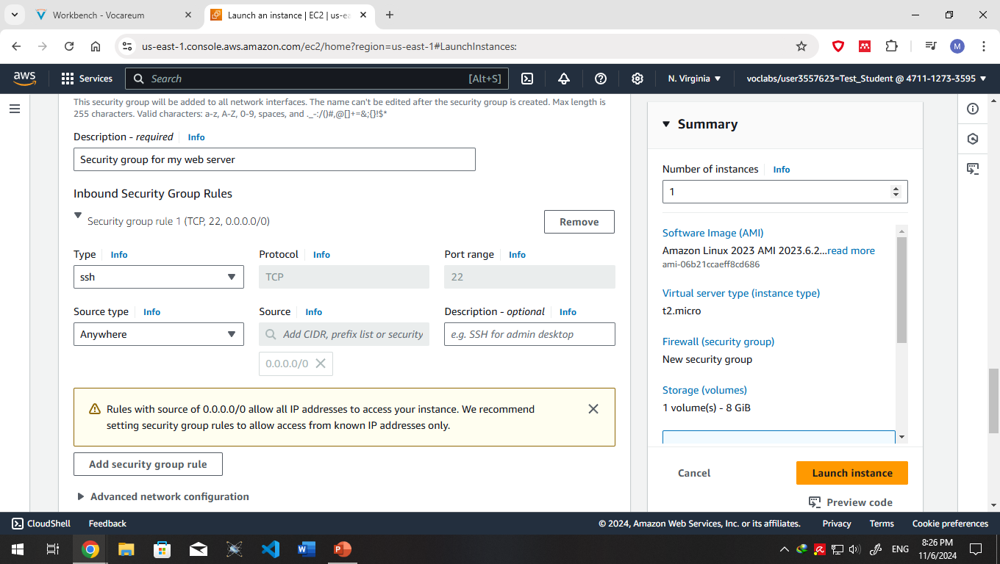 Workbench - Vocareum
Launch an instance | EC2 | us-ea
us-east-1.console.aws.amazon.com/ec2/home?region=us-east-1#LaunchInstances:
M
aws
Services
Search
[Alt+S]
N. Virginia
voclabs/user3557623=Test_Student @ 4711-1273-3595
This security group will be added to all network interfaces. The name can't be edited after the security group is created. Max length is
255 characters. Valid characters: a-z, A-Z, 0-9, spaces, and ._-:/()#,@[]+=&;{}!$*
Description - required Info
Security group for my web server
Inbound Security Group Rules
Security group rule 1 (TCP, 22, 0.0.0.0/0)
Remove
Type Info
Protocol Info
Port range Info
ssh
TCP
22
Source type Info
Source Info
Description - optional Info
Anywhere
Add CIDR, prefix list or security
e.g. SSH for admin desktop
0.0.0.0/0
Rules with source of 0.0.0.0/0 allow all IP addresses to access your instance. We recommend
setting security group rules to allow access from known IP addresses only.
Add security group rule
Advanced network configuration
Summary
Number of instances Info
1
Software Image (AMI)
Amazon Linux 2023 AMI 2023.6.2...read more
ami-06b21ccaeff8cd686
Virtual server type (instance type)
t2.micro
Firewall (security group)
New security group
Storage (volumes)
1 volume(s) - 8 GiB
Cancel
Launch instance
Preview code
CloudShell
Feedback
© 2024, Amazon Web Services, Inc. or its affiliates.
Privacy
Terms
Cookie preferences
ENG
8:26 PM
11/6/2024